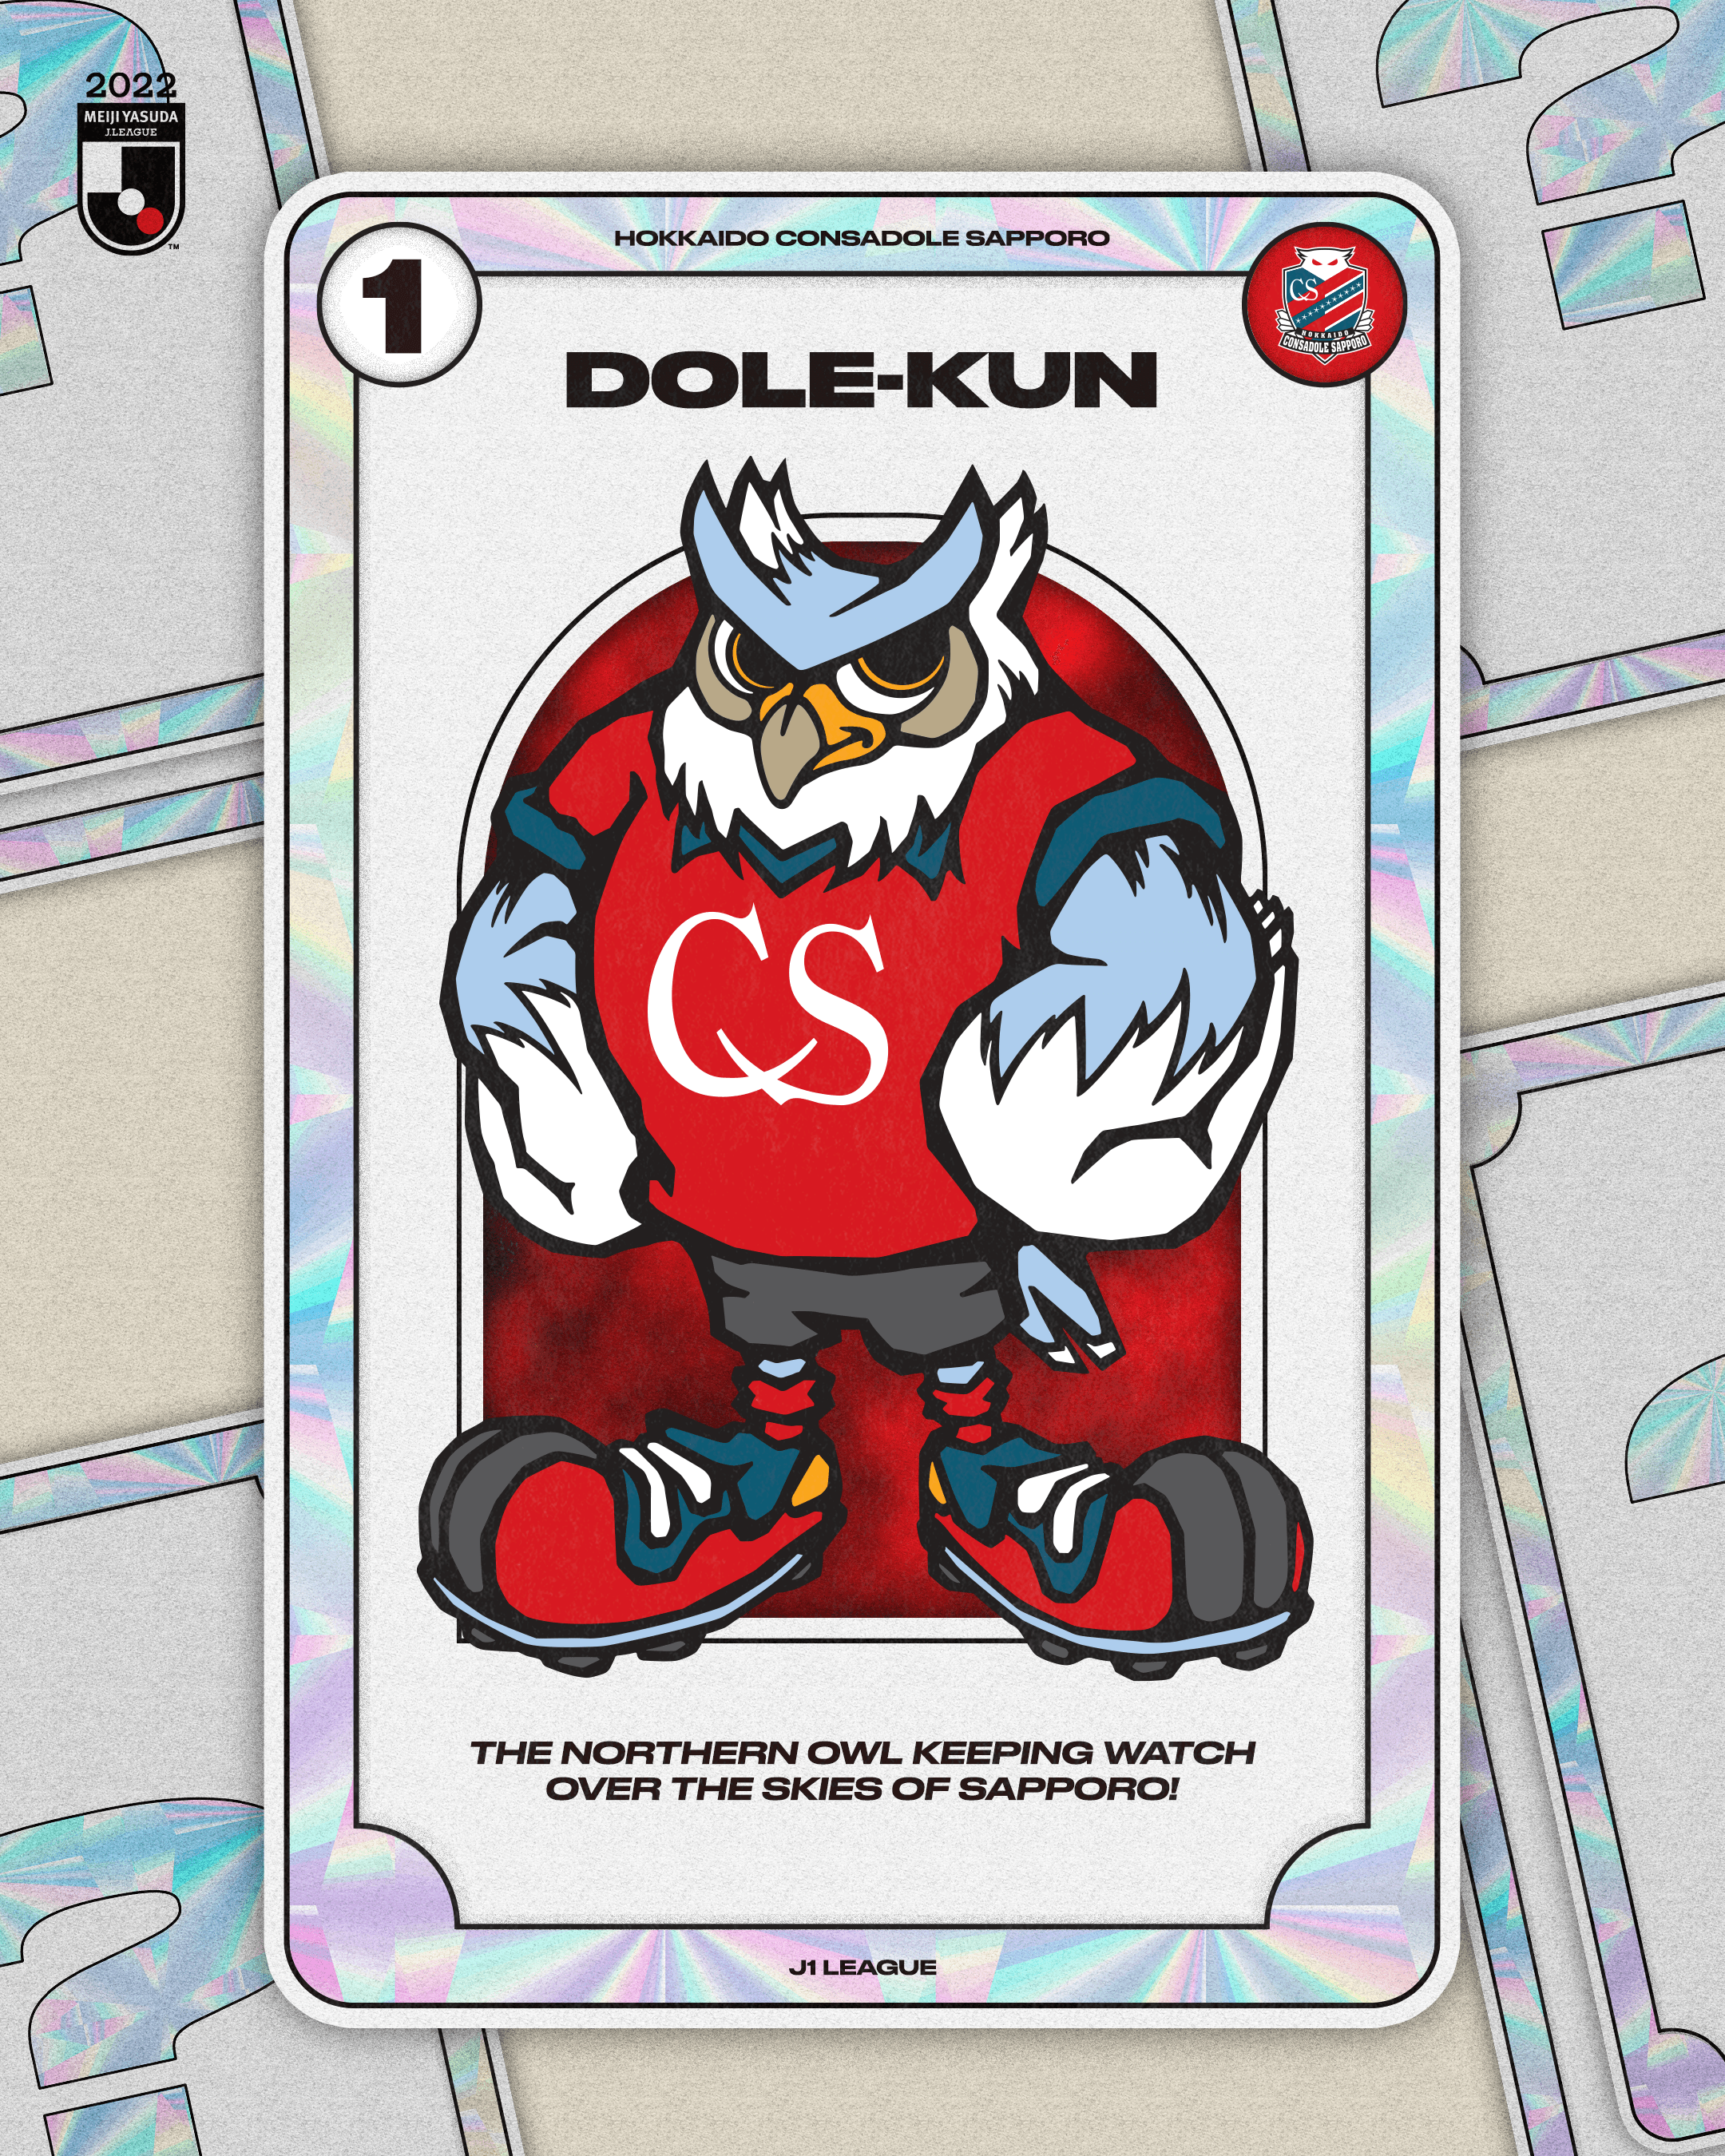 2022
MEIJI YASUDA
J.LEAGUE
TM
HOKKAIDO CONSADOLE SAPPORO
1
CS
HOKKAIDO
CONSADOLE SAPPORO
DOLE-KUN
CS
THE NORTHERN OWL KEEPING WATCH
OVER THE SKIES OF SAPPORO!
J1 LEAGUE